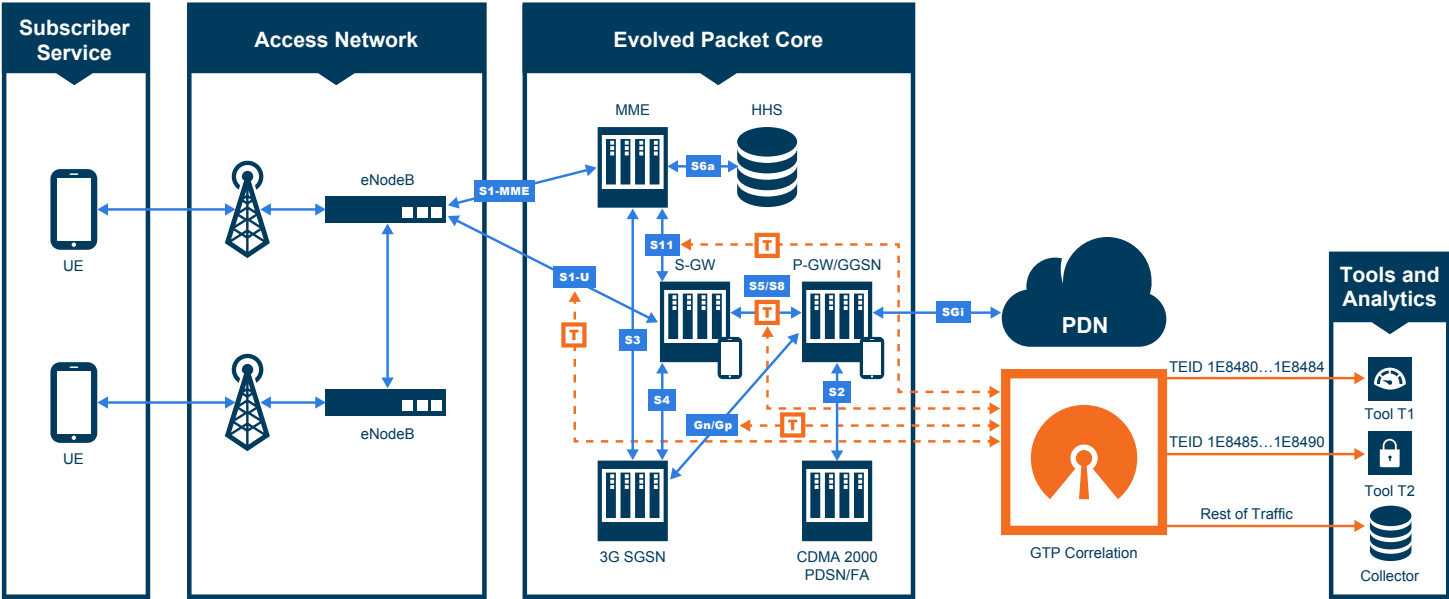 Subscriber
Service
Access Network
Evolved Packet Core
MME
HHS
S6a
eNodeB
S1-MME
UE
S11
T
S-GW
P-GW/GGSN
S1-U
S5/S8
T
SGi
PDN
Tools and
Analytics
T
S3
TEID 1E8480...1E8484
Tool T1
S4
S2
Gn/Gp
T
eNodeB
UE
TEID 1E8485...1E8490
Tool T2
Rest of Traffic
3G SGSN
CDMA 2000
PDSN/FA
GTP Correlation
Collector